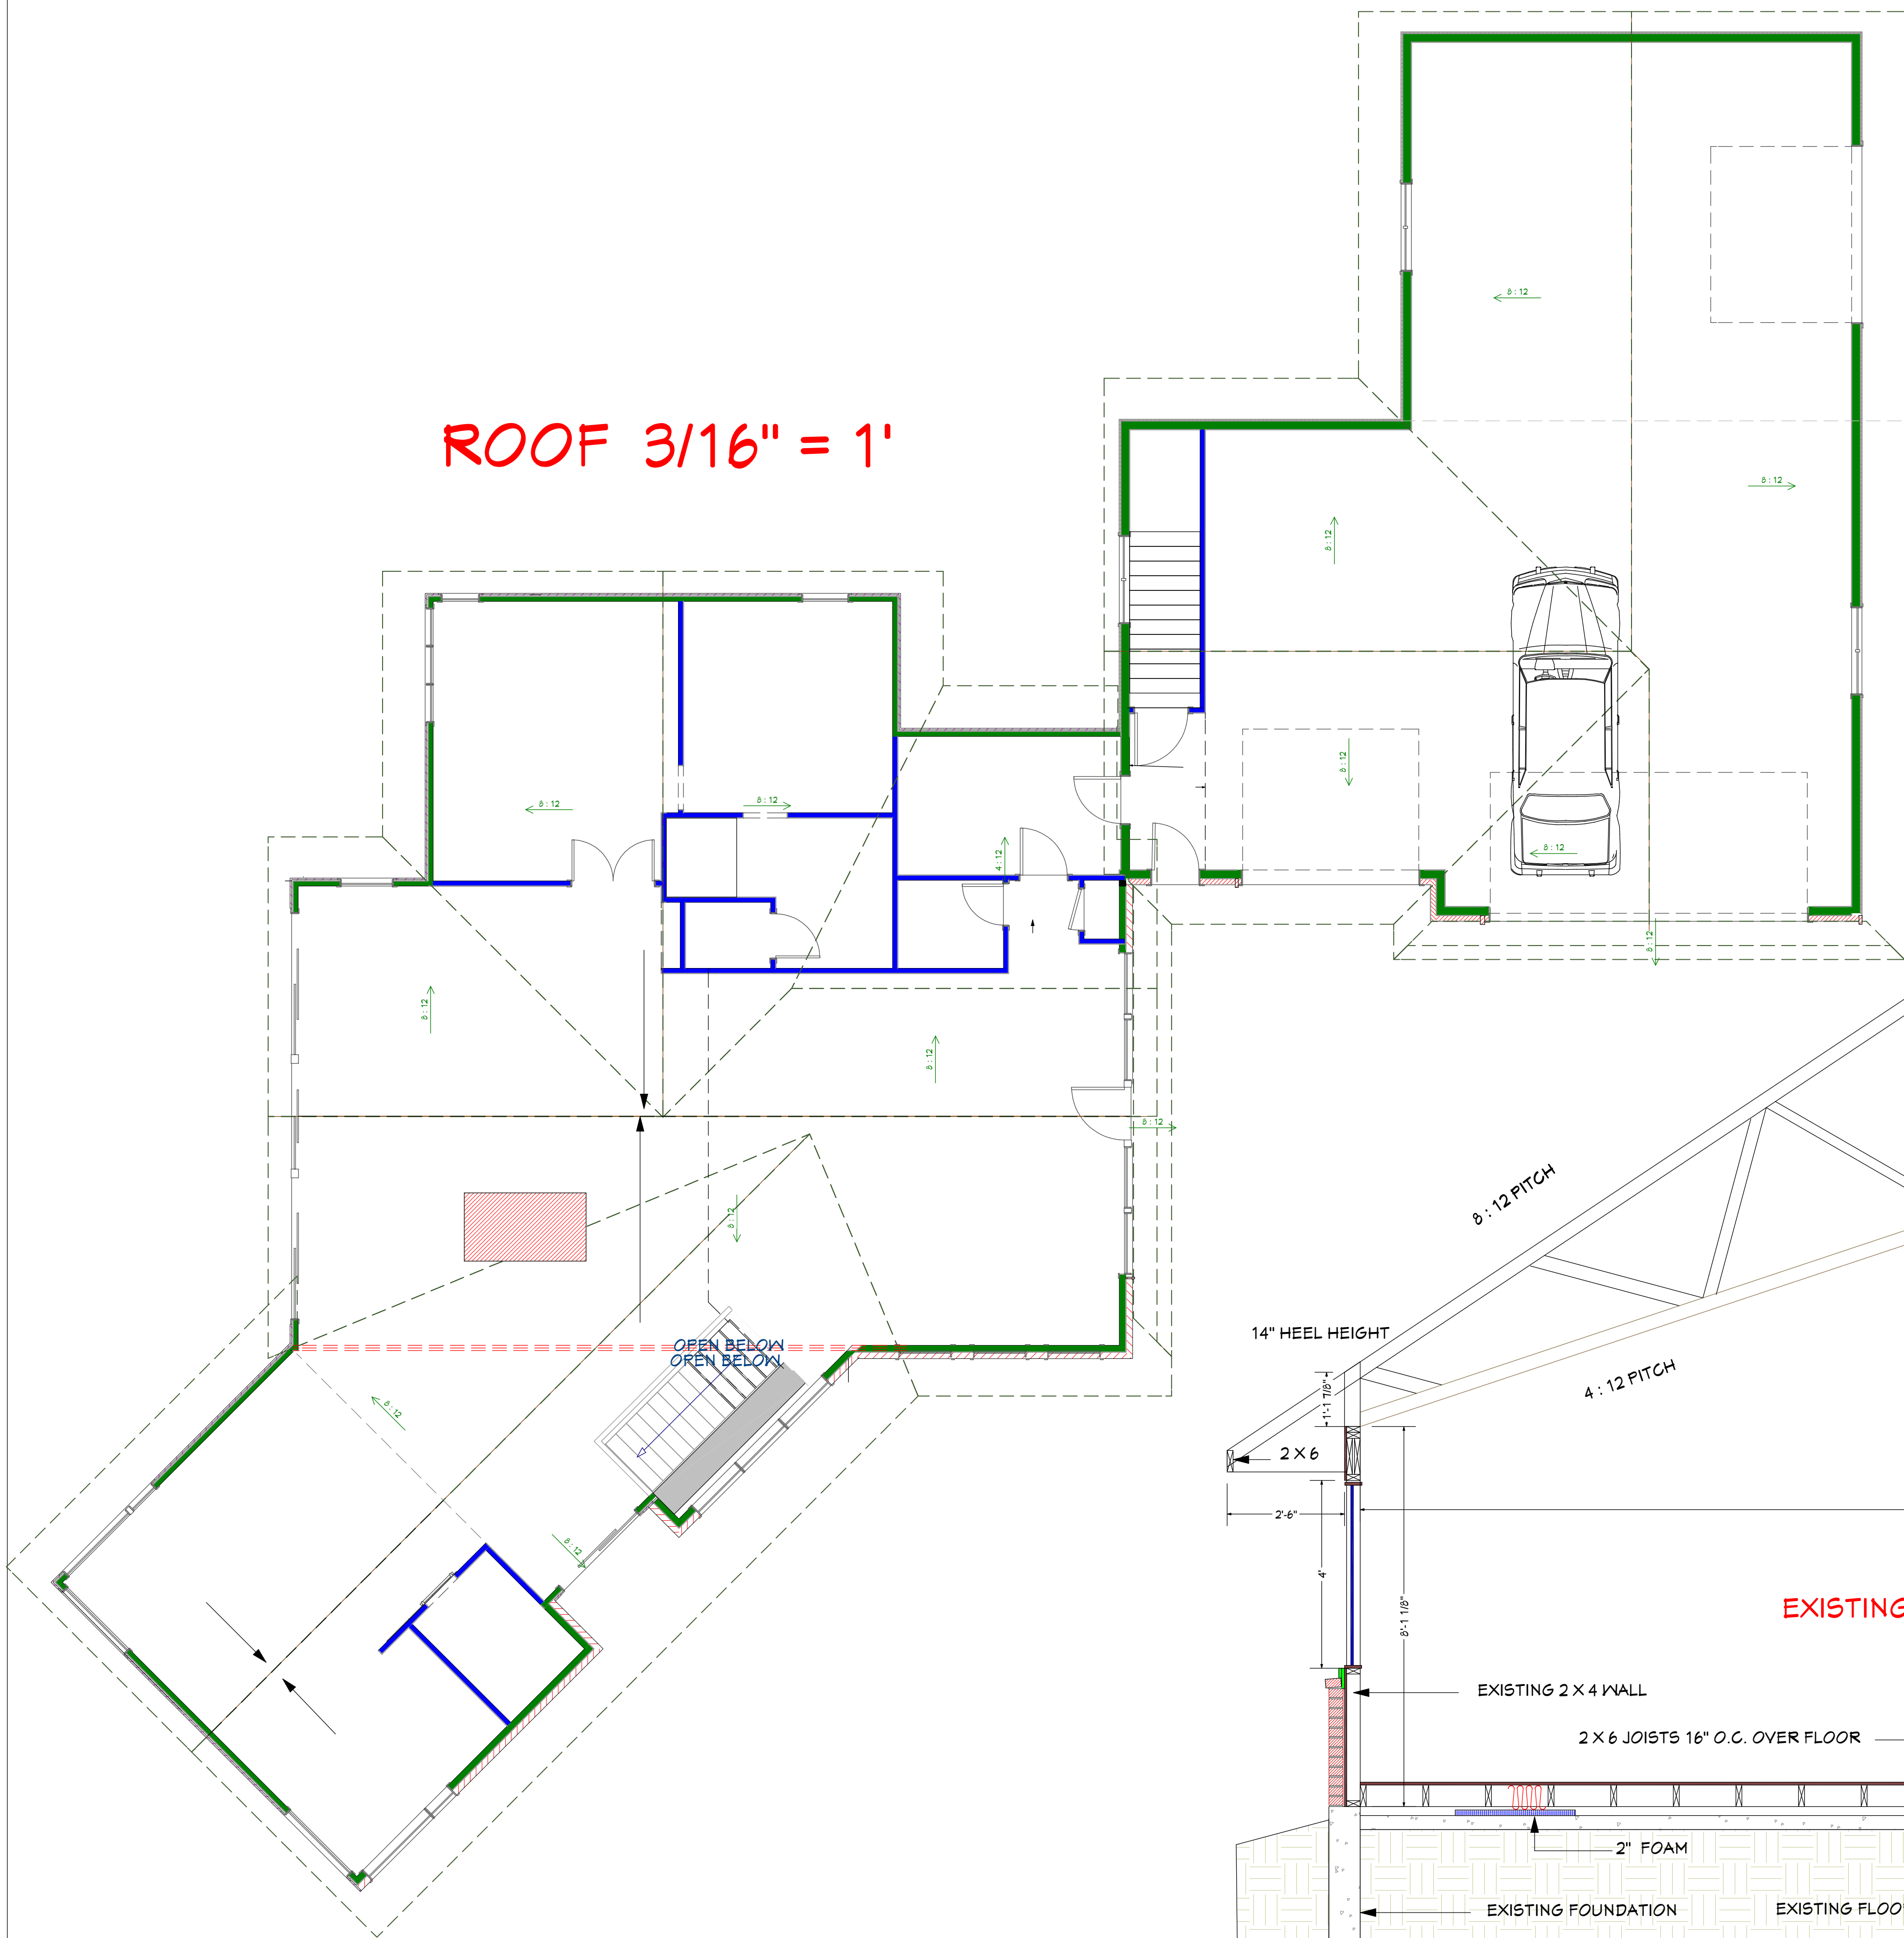 8 : 12
ROOF 3/16" = 1'
8 : 12
8 : 12
8 : 12
8 : 12
8 : 12
4 : 12
8 : 12
8 : 12
8 : 12
8 : 12
8 : 12
8 : 12
8 : 12 PITCH
14" HEEL HEIGHT
OPEN BELOW
OPEN BELOW
4 : 12 PITCH
1'-1 7/8"
8 : 12
2 X 6
2'-6"
8 : 12
4'
8'-1 1/8"
EXISTING
EXISTING 2 X 4 WALL
2 X 6 JOISTS 16" O.C. OVER FLOOR
2" FOAM
EXISTING FOUNDATION
EXISTING FLOO